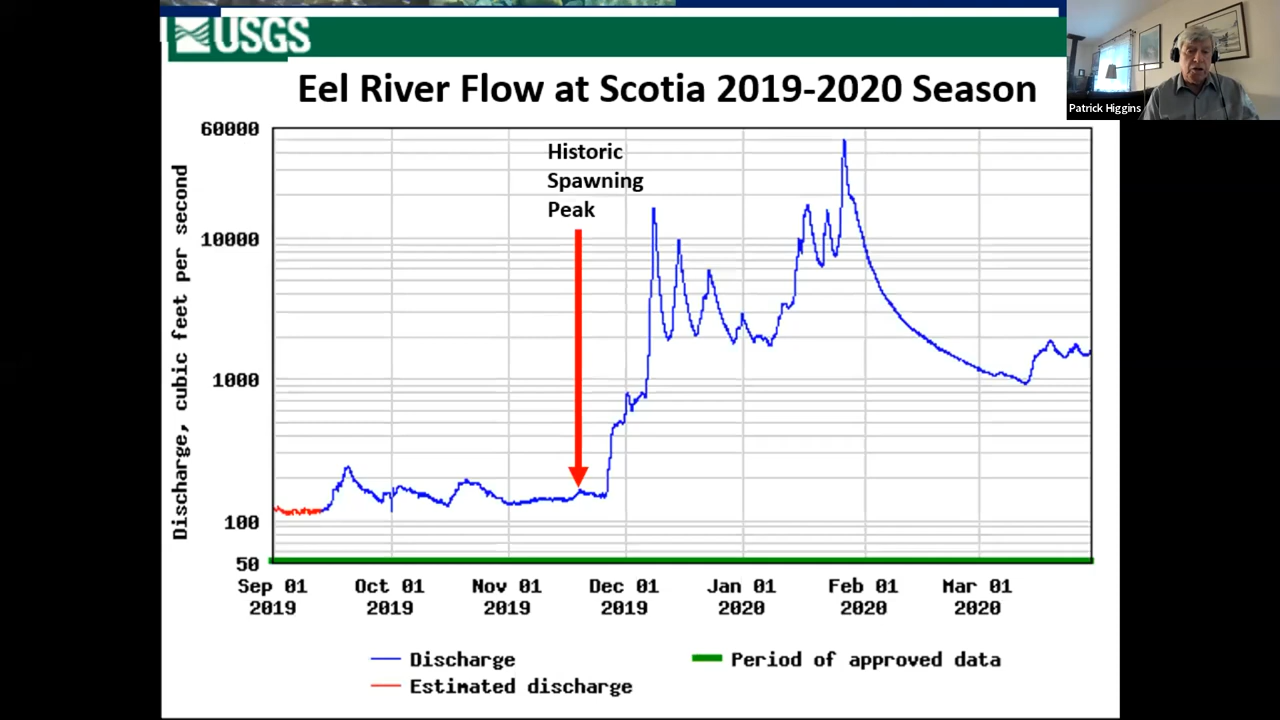 USGS
Patrick Higgins
Eel River Flow at Scotia 2019-2020 Season
Discharge, cubic feet per second
60000
10000
1000
100
50
Historic
Spawning
Peak
Sep 01 Oct 01 Nov 01 Dec 01 Jan 01 Feb 01 Mar 01
2019 2019 2019 2019 2020 2020 2020
Discharge
Estimated discharge
Period of approved data